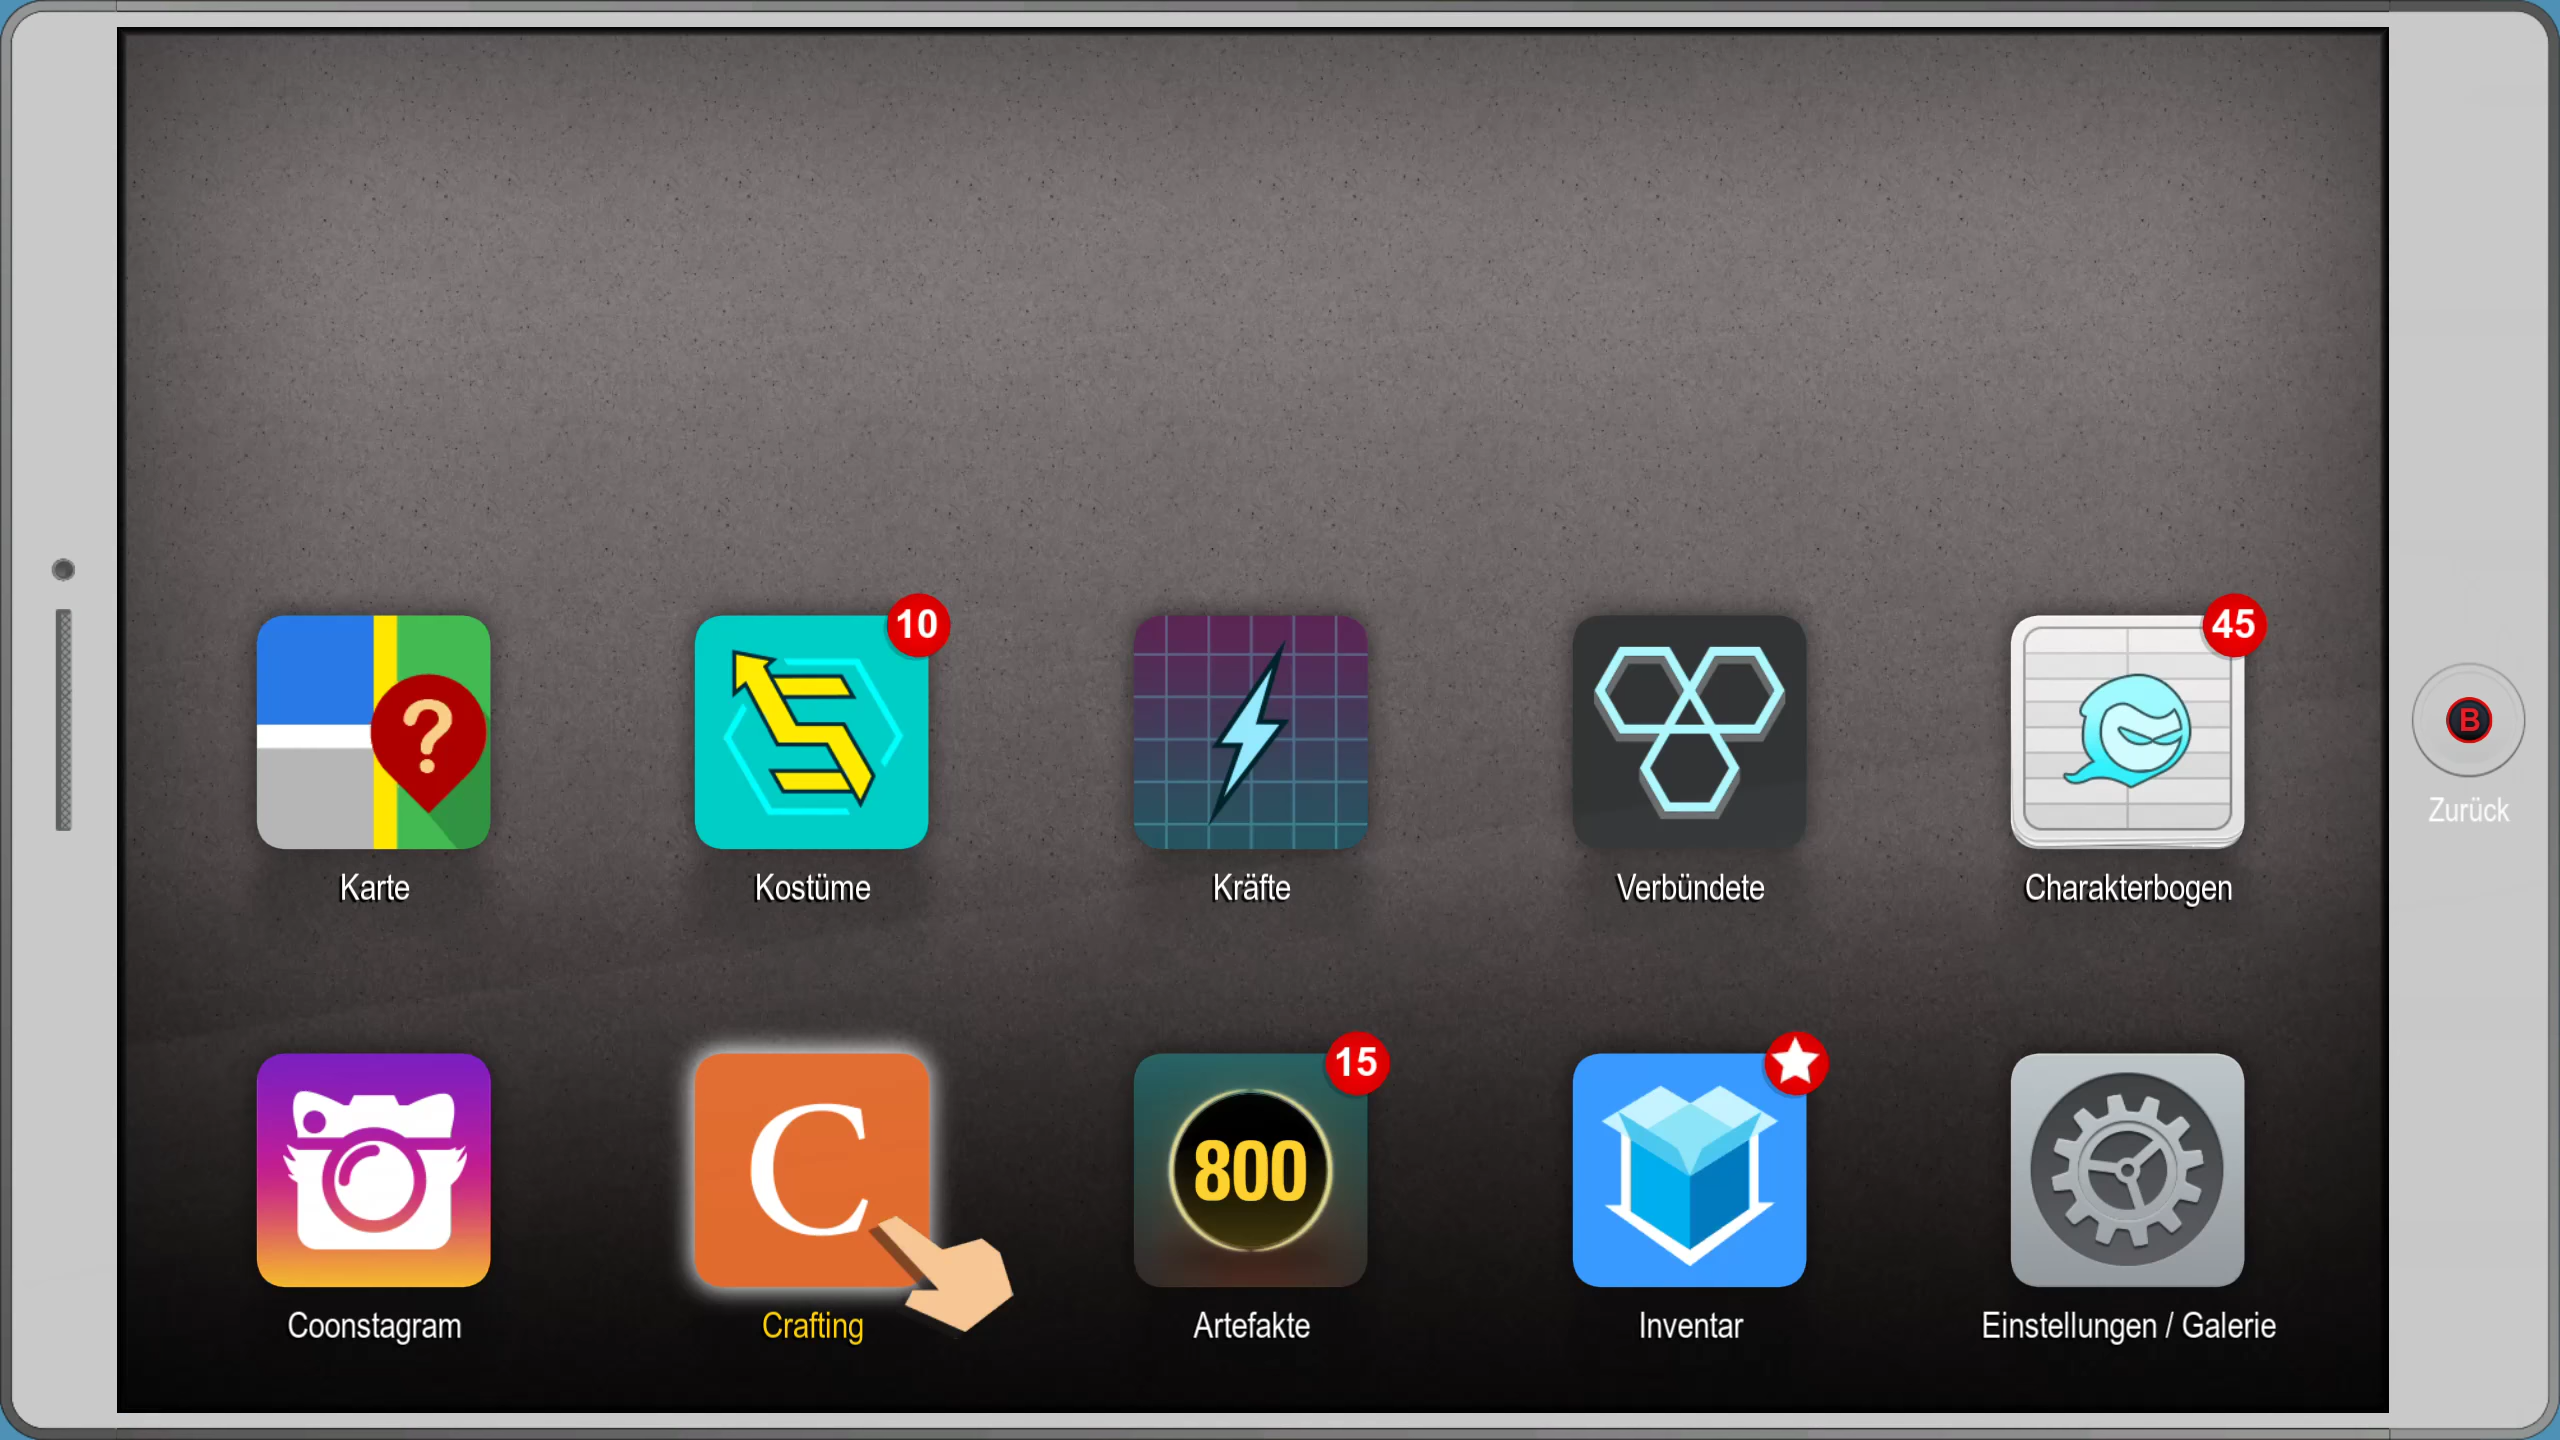 10
45
?
B
Zurück
Karte
Kostüme
Kräfte
Verbündete
Charakterbogen
15
C
800
Coonstagram
Crafting
Artefakte
Inventar
Einstellungen / Galerie